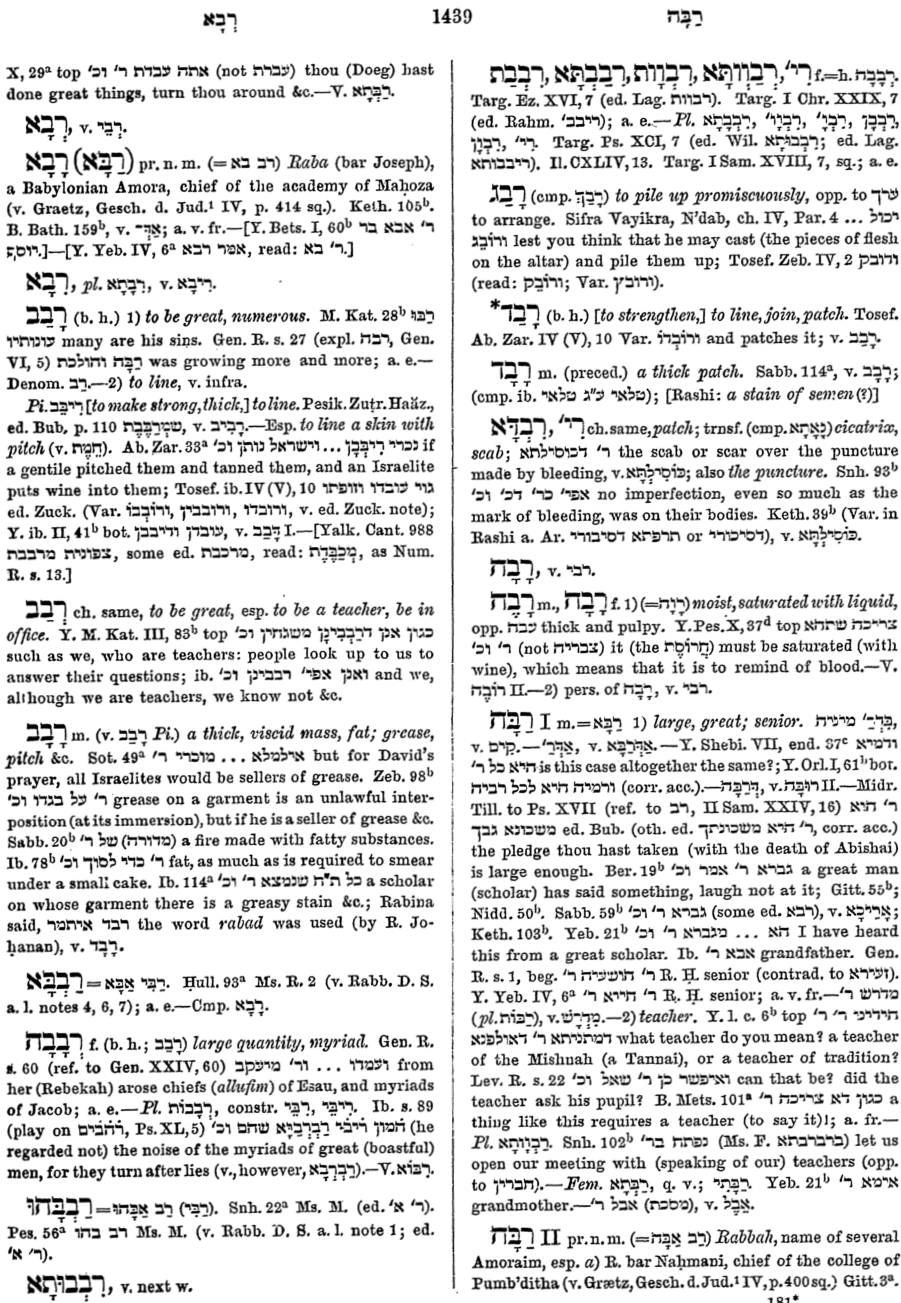 רְבָא
1439
רַבָּה
X, 29ª top אתה עבדת ר' וכ' (not עברת) thou (Doeg) hast
done great things, turn thou around &c.—V. רַבְּתָא.
רְבָא, v. רְבֵי.
רָבָא (רַבָּא) pr. n. m. (= רב בא) Raba (bar Joseph),
a Babylonian Amora, chief of the academy of Maḥoza
(v. Graetz, Gesch. d. Jud.¹ IV, p. 414 sq.). Keth. 105ᵇ.
B. Bath. 159ᵇ, v. אַדְּ־; a. v. fr.—[Y. Bets. I, 60ᵇ ר' אבא בר
יוסף.]—[Y. Yeb. IV, 6ª אמר רבא, read: ר' בא.]
רִבָא, pl. רִבָתָא, v. רִיבָא.
רָבַב (b. h.) 1) to be great, numerous. M. Kat. 28ᵇ רַבּוּ
עונותיו many are his sins. Gen. R. s. 27 (expl. רבה, Gen.
VI, 5) רַבָּה והולכת was growing more and more; a. e.—
Denom. רַב.—2) to line, v. infra.
Pi. רִיבֵּב [to make strong, thick,] to line. Pesik. Zuṭr. Haäz.,
ed. Bub, p. 110 שֶׁמְּרַבֶּבֶת, v. רָבִיב.—Esp. to line a skin with
pitch (v. חֵמֶת). Ab. Zar. 33ª נכרי רִיבְּבָן ... וישראל נותן וכ' if
a gentile pitched them and tanned them, and an Israelite
puts wine into them; Tosef. ib. IV (V), 10 גוי עובדו וזופתו
ed. Zuck. (Var. ורובדו, ורובבין, ורוֹבְבוֹ, v. ed. Zuck. note);
Y. ib. II, 41ᵇ bot. עובדן ודיבבן, v. דָּבַב I.—[Yalk. Cant. 988
צפונית מרבבת, some ed. מרכבת, read: מְכַבֶּדֶת, as Num.
R. s. 13.]
רְבַב ch. same, to be great, esp. to be a teacher, be in
office. Y. M. Kat. III, 83ᵇ top כגון אנן דרַבְבִינָן משגחין וכ'
such as we, who are teachers: people look up to us to
answer their questions; ib. ואנן אפי' רבבינן וכ' and we,
although we are teachers, we know not &c.
רְבָב m. (v. רבב Pi.) a thick, viscid mass, fat; grease,
pitch &c. Sot. 49ª אילמלא ... מוכרי ר' but for David's
prayer, all Israelites would be sellers of grease. Zeb. 98ᵇ
ר' על בגדו וכ' grease on a garment is an unlawful inter-
position (at its immersion), but if he is a seller of grease &c.
Sabb. 20ᵇ של ר' (מדורה) a fire made with fatty substances.
Ib. 78ᵇ ר' כדי לסוך וכ' fat, as much as is required to smear
under a small cake. Ib. 114ª כל ת"ח שנמצא ר' וכ' a scholar
on whose garment there is a greasy stain &c.; Rabina
said, רבד איתמר the word rabad was used (by R. Jo-
ḥanan), v. רָבָד.
רַבְבָּא = רַבִּי אַבָּא. Ḥull. 93ª Ms. R. 2 (v. Rabb. D. S.
a. l. notes 4, 6, 7); a. e.—Cmp. רָבָא.
רְבָבָה f. (b. h.; רָבַב) large quantity, myriad. Gen. R.
s. 60 (ref. to Gen. XXIV, 60) ועמדו ... ור' מיעקב from
her (Rebekah) arose chiefs (allufim) of Esau, and myriads
of Jacob; a. e.—Pl. רְבָבוֹת, constr. רִבֵּי, רִיבֵּי. Ib. s. 89
(play on רְהָבִים, Ps. XL, 5) המון רִיבֵּי רַבְרְבַיָּא שהם וכ' (he
regarded not) the noise of the myriads of great (boastful)
men, for they turn after lies (v., however, רַבְרְבָא).—V. רִבּוֹא.
רַבְבָּהוּ = רַב אַבָּהוּ (רַבִּי). Snh. 22ª Ms. M. (ed. ר' א').
Pes. 56ª רב בהו Ms. M. (v. Rabb. D. S. a. l. note 1; ed.
ר' א').
רִבְבוּתָא, v. next w.
רִבְבַת, רִבְבָתָא, רִבְווֹת, רִבְווֹתָא, רִי' f. = h. רְבָבָה.
Targ. Ez. XVI, 7 (ed. Lag. רבוות). Targ. I Chr. XXIX, 7
(ed. Rahm. ריבב'); a. e.—Pl. רִבְבָתָא, רִבְוָ', רִבְבָ', רִבְבָן,
רִבְוָן, רִי'. Targ. Ps. XCI, 7 (ed. Wil. רִבְבוּתָא; ed. Lag.
ריבבותא). Il. CXLIV, 13. Targ. I Sam. XVIII, 7, sq.; a. e.
רָבַג (cmp. רָבַךְ) to pile up promiscuously, opp. to ערך
to arrange. Sifra Vayikra, N'dab, ch. IV, Par. 4 ... יכול
ורוֹבֵג lest you think that he may cast (the pieces of flesh
on the altar) and pile them up; Tosef. Zeb. IV, 2 ודובק
(read: ורוֹבֵק; Var. ורובץ).
*רָבַד (b. h.) [to strengthen,] to line, join, patch. Tosef.
Ab. Zar. IV (V), 10 Var. ורוֹבְדוֹ and patches it; v. רָבַב.
רָבָד m. (preced.) a thick patch. Sabb. 114ª, v. רְבָב;
(cmp. ib. טלאי ע"ג טלאי); [Rashi: a stain of semen (?)]
רִבְדָּא, רִי' ch. same, patch; trnsf. (cmp. נָאָתָא) cicatrix,
scab; ר' דכוסילתא the scab or scar over the puncture
made by bleeding, v. כּוֹסִילְתָּא; also the puncture. Snh. 93ᵇ
אפי' כר' דכ' וכ' no imperfection, even so much as the
mark of bleeding, was on their bodies. Keth. 39ᵇ (Var. in
Rashi a. Ar. תרפתא דסיבורי or דסיכורי), v. כּוֹסִילְתָּא.
רָבָה, v. רבי.
רָבֶה m., רָבָה f. 1) (= רָוֶה) moist, saturated with liquid,
opp. עבה thick and pulpy. Y. Pes. X, 37ᵈ top צריכה שתהא
ר' וכ' (not צבריה) it (the חֲרוֹסֶת) must be saturated (with
wine), which means that it is to remind of blood.—V.
רוֹבֶה II.—2) pers. of רָבָה, v. רבי.
רַבָּה I m. = רַבָּא 1) large, great; senior. בְּדַר' מינית,
v. קַיִם.—אַדְּר', v. אַדְּרַבָּא.—Y. Shebi. VII, end. 37ᶜ ודמיא
היא כל ר' is this case altogether the same?; Y. Orl. I, 61ᵇ bot.
ורמיה היא לכל רביה (corr. acc.).—דְּרַבָּה, v. רוּבָּה II.—Midr.
Till. to Ps. XVII (ref. to רב, II Sam. XXIV, 16) ר' היא
משכונא גבך ed. Bub. (oth. ed. ר' היא משכונתך, corr. acc.)
the pledge thou hast taken (with the death of Abishai)
is large enough. Ber. 19ᵇ גברא ר' אמר וכ' a great man
(scholar) has said something, laugh not at it; Gitt. 55ᵇ;
Nidd. 50ᵇ. Sabb. 59ᵇ גברא ר' וכ' (some ed. רבא), v. אֲרִיכָא;
Keth. 103ᵇ. Yeb. 21ᵇ הא ... מגברא ר' וכ' I have heard
this from a great scholar. Ib. אבא ר' grandfather. Gen.
R. s. 1, beg. ר' הושעיה ר' R. H. senior (contrad. to זעירא).
Y. Yeb. IV, 6ª ר' חייא ר' R. Ḥ. senior; a. v. fr.—מדרש ר'
(pl. רַבּוֹת), v. מִדְרָשׁ.—2) teacher. Y. l. c. 6ᵇ top הידיני ר' ר'
דמתניתא ר' דאולפנא what teacher do you mean? a teacher
of the Mishnah (a Tannai), or a teacher of tradition?
Lev. R. s. 22 ואיפשר כן ר' שאל וכ' can that be? did the
teacher ask his pupil? B. Mets. 101ª כגון דא צריכה ר' a
thing like this requires a teacher (to say it)!; a. fr.—
Pl. רַבְוָותָא. Snh. 102ᵇ נפתח בר' (Ms. F. ברברבתא) let us
open our meeting with (speaking of our) teachers (opp.
to חברין).—Fem. רַבְּתָא, q. v.; רַבָּתִי. Yeb. 21ᵇ אימא ר'
grandmother.—אבל ר' (מסכת), v. אֵבֶל.
רַבָּה II pr. n. m. (= רַב אַבָּה) Rabbah, name of several
Amoraim, esp. a) R. bar Naḥmani, chief of the college of
Pumb'ditha (v. Grætz, Gesch. d. Jud.¹ IV, p. 400 sq.) Gitt. 3ª.
181*